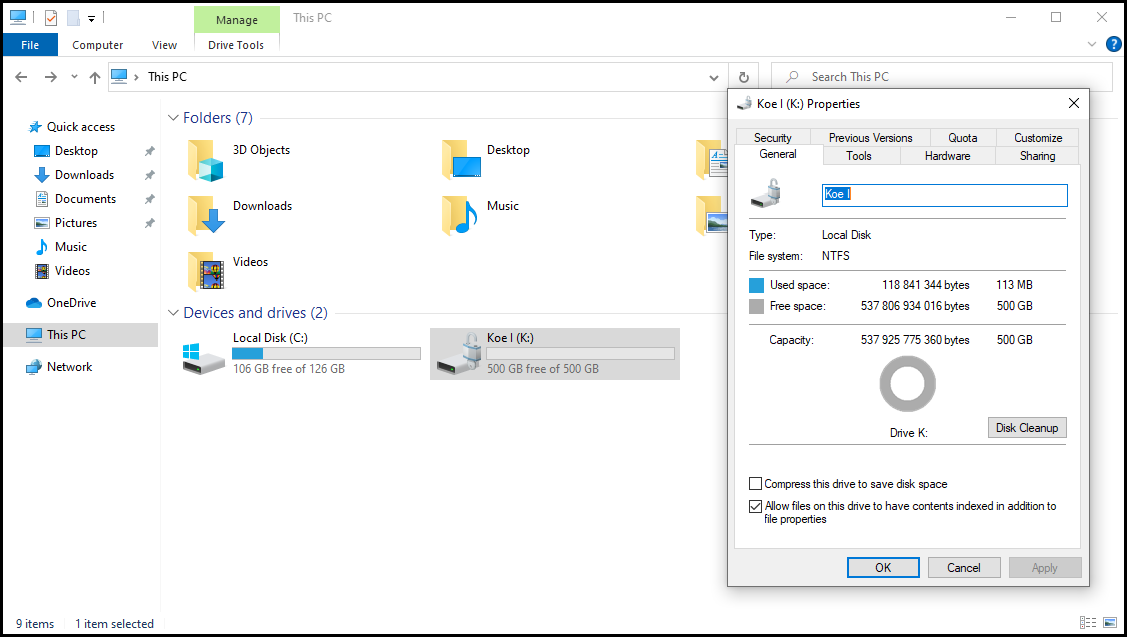 Manage
This PC
File
Computer
View
Drive Tools
?
This PC
Search This PC
Quick access
Desktop
Downloads
Documents
Pictures
Music
Videos
OneDrive
This PC
Network
Folders (7)
3D Objects
Desktop
Downloads
Music
Videos
Devices and drives (2)
Local Disk (C:)
106 GB free of 126 GB
Koe I (K:)
500 GB free of 500 GB
9 items
1 item selected
Koe I (K:) Properties
Security
Previous Versions
Quota
Customize
General
Tools
Hardware
Sharing
Koe I
Type: Local Disk
File system: NTFS
Used space: 118 841 344 bytes 113 MB
Free space: 537 806 934 016 bytes 500 GB
Capacity: 537 925 775 360 bytes 500 GB
Drive K:
Disk Cleanup
Compress this drive to save disk space
Allow files on this drive to have contents indexed in addition to
file properties
OK
Cancel
Apply